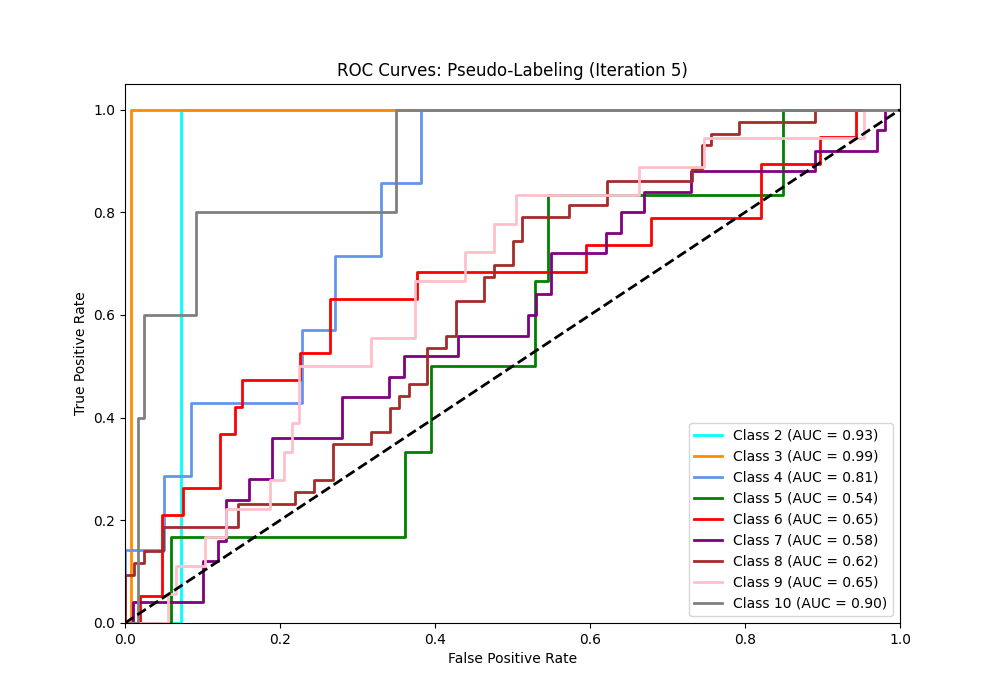 ROC Curves: Pseudo-Labeling (Iteration 5)
True Positive Rate
1.0
0.8
0.6
0.4
0.2
0.0
Class 2 (AUC = 0.93)
Class 3 (AUC = 0.99)
Class 4 (AUC = 0.81)
Class 5 (AUC = 0.54)
Class 6 (AUC = 0.65)
Class 7 (AUC = 0.58)
Class 8 (AUC = 0.62)
Class 9 (AUC = 0.65)
Class 10 (AUC = 0.90)
0.0 0.2 0.4 0.6 0.8 1.0
False Positive Rate